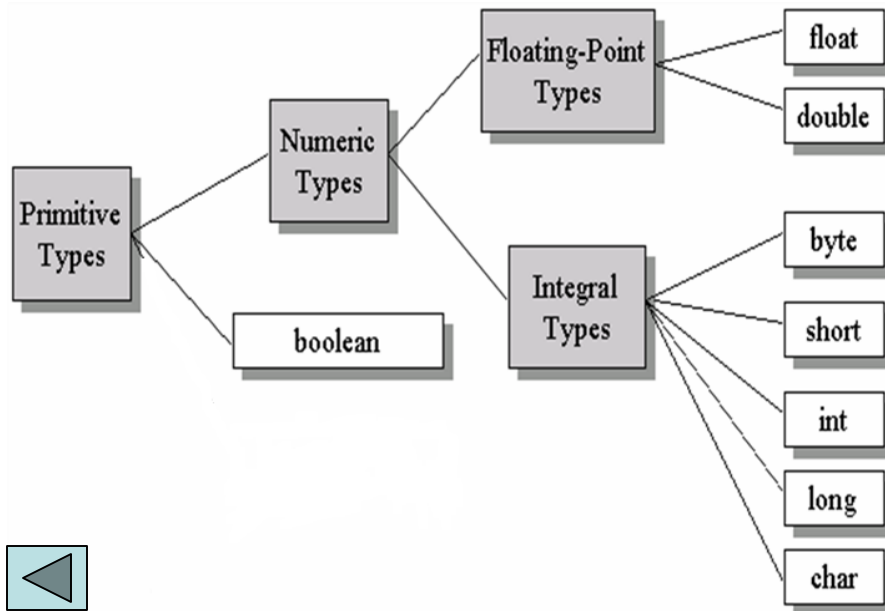 Primitive
Types
Numeric
Types
boolean
Floating-Point
Types
Integral
Types
float
double
byte
short
int
long
char